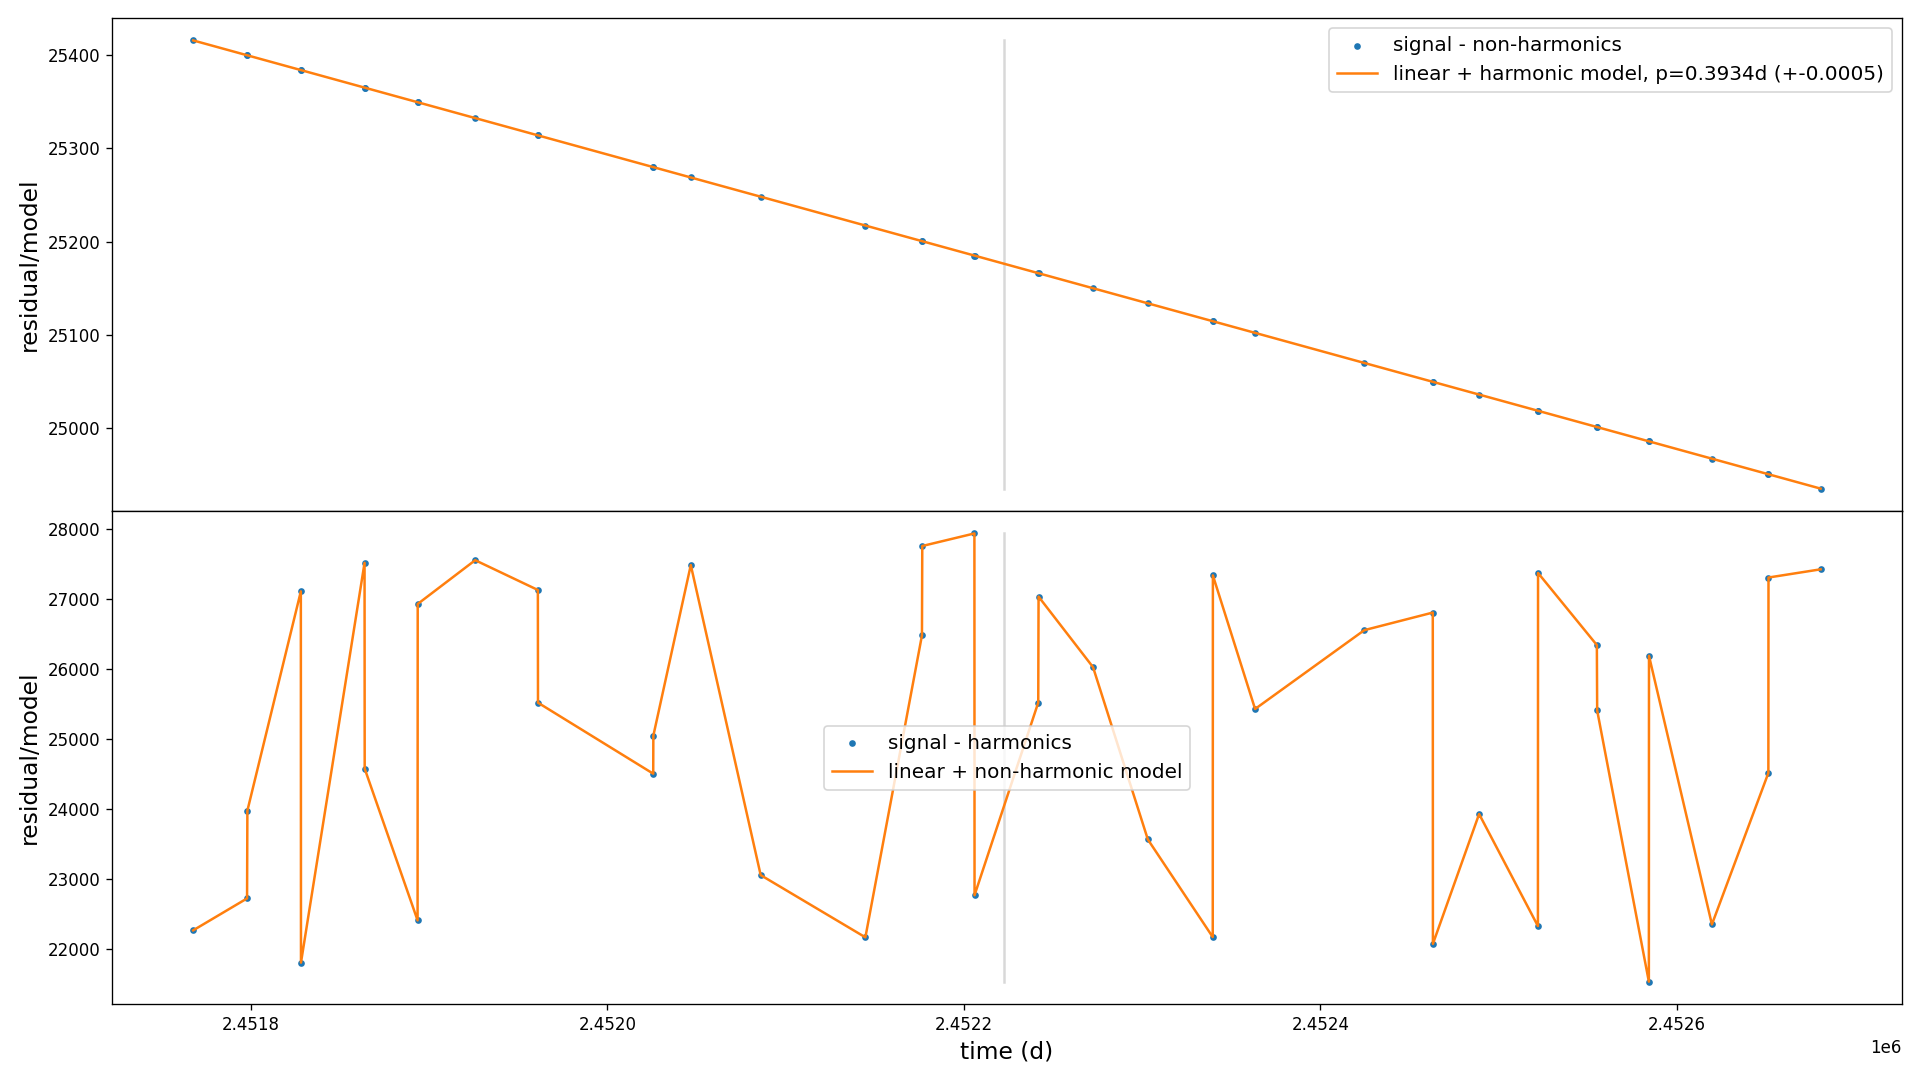 25400
25300
25200
25100
25000
residual/model
signal - non-harmonics
linear + harmonic model, p=0.3934d (+-0.0005)
28000
27000
26000
25000
24000
23000
22000
residual/model
signal - harmonics
linear + non-harmonic model
2.4518
2.4520
2.4522
2.4524
2.4526
time (d)
1e6